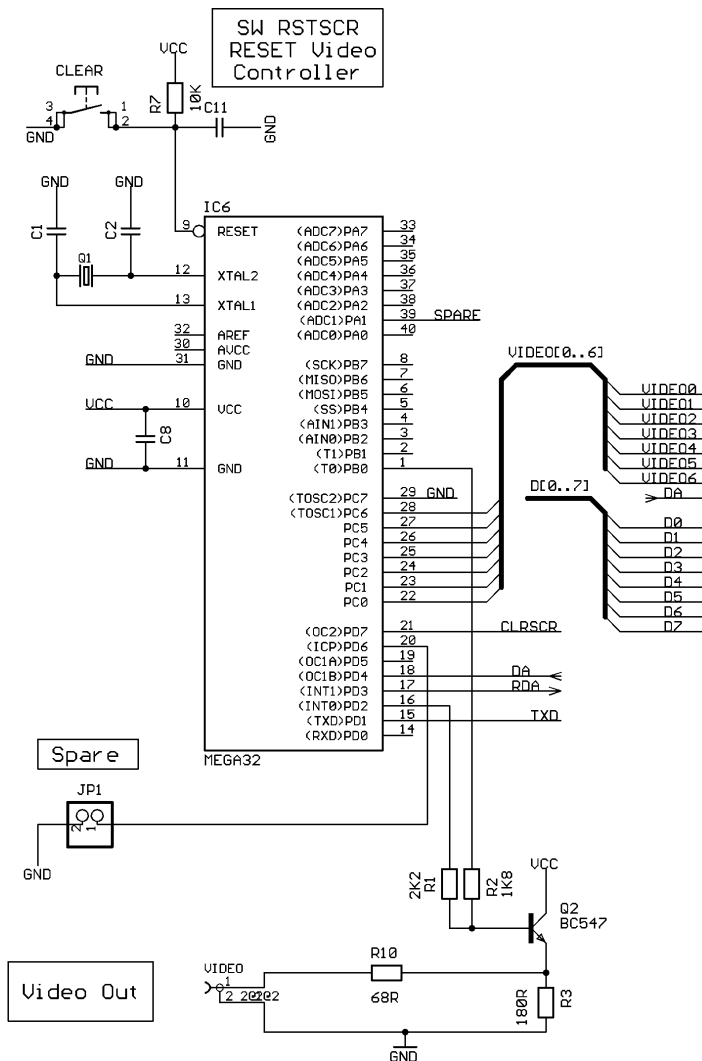 SW RSTSCR
RESET Video
Controller
VCC
CLEAR
R7
10K
C11
3
4
1
2
GND
GND
GND
GND
C1
C2
Q1
IC6
9
RESET
12
XTAL2
13
XTAL1
32
AREF
30
AVCC
GND
31
GND
VCC
10
VCC
C8
GND
11
GND
(ADC7)PA7 33
(ADC6)PA6 34
(ADC5)PA5 35
(ADC4)PA4 36
(ADC3)PA3 37
(ADC2)PA2 38
(ADC1)PA1 39 SPARE
(ADC0)PA0 40
(SCK)PB7 8
(MISO)PB6 7
(MOSI)PB5 6
(SS)PB4 5
(AIN1)PB3 4
(AIN0)PB2 3
(T1)PB1 2
(T0)PB0 1
(TOSC2)PC7 29 GND
(TOSC1)PC6 28
PC5 27
PC4 26
PC3 25
PC2 24
PC1 23
PC0 22
(OC2)PD7 21 CLRSCR
(ICP)PD6 20
(OC1A)PD5 19
(OC1B)PD4 18 DA
(INT1)PD3 17 RDA
(INT0)PD2 16
(TXD)PD1 15 TXD
(RXD)PD0 14
MEGA32
VIDEO[0..6]
VIDEO0
VIDEO1
VIDEO2
VIDEO3
VIDEO4
VIDEO5
VIDEO6
DA
D[0..7]
D0
D1
D2
D3
D4
D5
D6
D7
Spare
JP1
2
1
GND
2K2
R1
R2
1K8
VCC
Q2
BC547
Video Out
VIDEO
1
2
R10
68R
180R
R3
GND